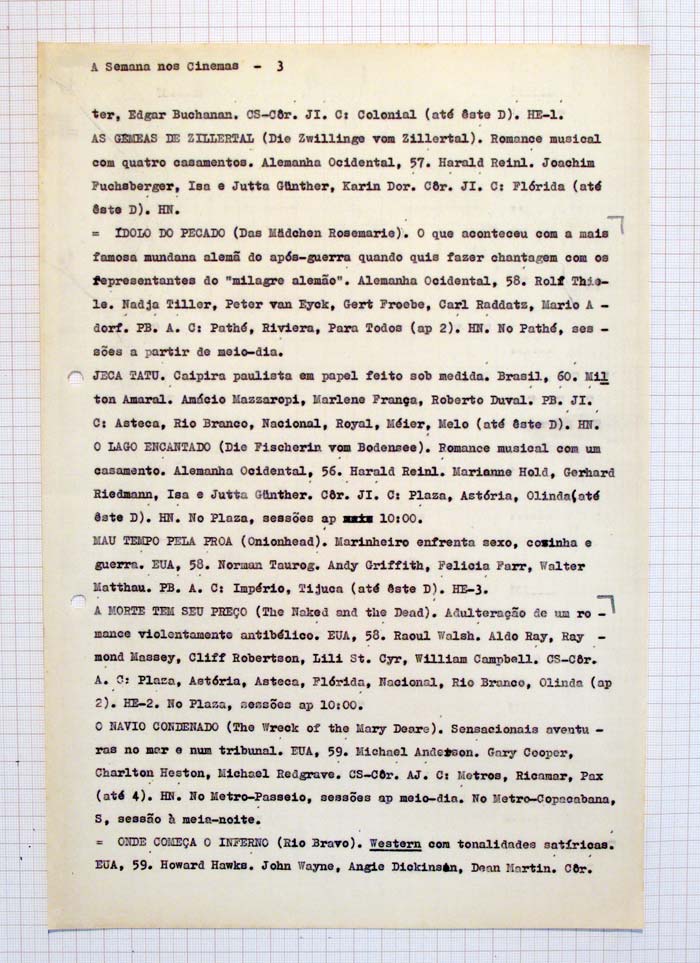 A Semana nos Cinemas - 3
ter, Edgar Buchanan. CS-Côr. JI. C: Colonial (até êste D). HE-1.
AS GÊMEAS DE ZILLERTAL (Die Zwillinge vom Zillertal). Romance musical
com quatro casamentos. Alemanha Ocidental, 57. Harald Reinl. Joachim
Fuchsberger, Isa e Jutta Günther, Karin Dor. Côr. JI. C: Flórida (até
êste D). HN.
= ÍDOLO DO PECADO (Das Mädchen Rosemarie). O que aconteceu com a mais
famosa mundana alemã do após-guerra quando quis fazer chantagem com os
representantes do "milagre alemão". Alemanha Ocidental, 58. Rolf Thie-
le. Nadja Tiller, Peter van Eyck, Gert Froebe, Carl Raddatz, Mario A -
dorf. PB. A. C: Pathé, Riviera, Para Todos (ap 2). HN. No Pathé, ses -
sões a partir de meio-dia.
JECA TATU. Caipira paulista em papel feito sob medida. Brasil, 60. Mil
ton Amaral. Amácio Mazzaropi, Marlene França, Roberto Duval. PB. JI.
C: Asteca, Rio Branco, Nacional, Royal, Méier, Melo (até êste D). HN.
O LAGO ENCANTADO (Die Fischerin vom Bodensee). Romance musical com um
casamento. Alemanha Ocidental, 56. Harald Reinl. Marianne Hold, Gerhard
Riedmann, Isa e Jutta Günther. Côr. JI. C: Plaza, Astória, Olinda(até
êste D). HN. No Plaza, sessões ap 10:00.
MAU TEMPO PELA PROA (Onionhead). Marinheiro enfrenta sexo, cozinha e
guerra. EUA, 58. Norman Taurog. Andy Griffith, Felicia Farr, Walter
Matthau. PB. A. C: Império, Tijuca (até êste D). HE-3.
A MORTE TEM SEU PREÇO (The Naked and the Dead). Adulteração de um ro -
mance violentamente antibélico. EUA, 58. Raoul Walsh. Aldo Ray, Ray -
mond Massey, Cliff Robertson, Lili St. Cyr, William Campbell. CS-Côr.
A. C: Plaza, Astória, Asteca, Flórida, Nacional, Rio Branco, Olinda (ap
2). HE-2. No Plaza, sessões ap 10:00.
O NAVIO CONDENADO (The Wreck of the Mary Deare). Sensacionais aventu -
ras no mar e num tribunal. EUA, 59. Michael Anderson. Gary Cooper,
Charlton Heston, Michael Redgrave. CS-Côr. AJ. C: Metros, Ricamar, Pax
(até 4). HN. No Metro-Passeio, sessões ap meio-dia. No Metro-Copacabana,
S, sessão à meia-noite.
= ONDE COMEÇA O INFERNO (Rio Bravo). Western com tonalidades satíricas.
EUA, 59. Howard Hawks. John Wayne, Angie Dickinson, Dean Martin. Côr.